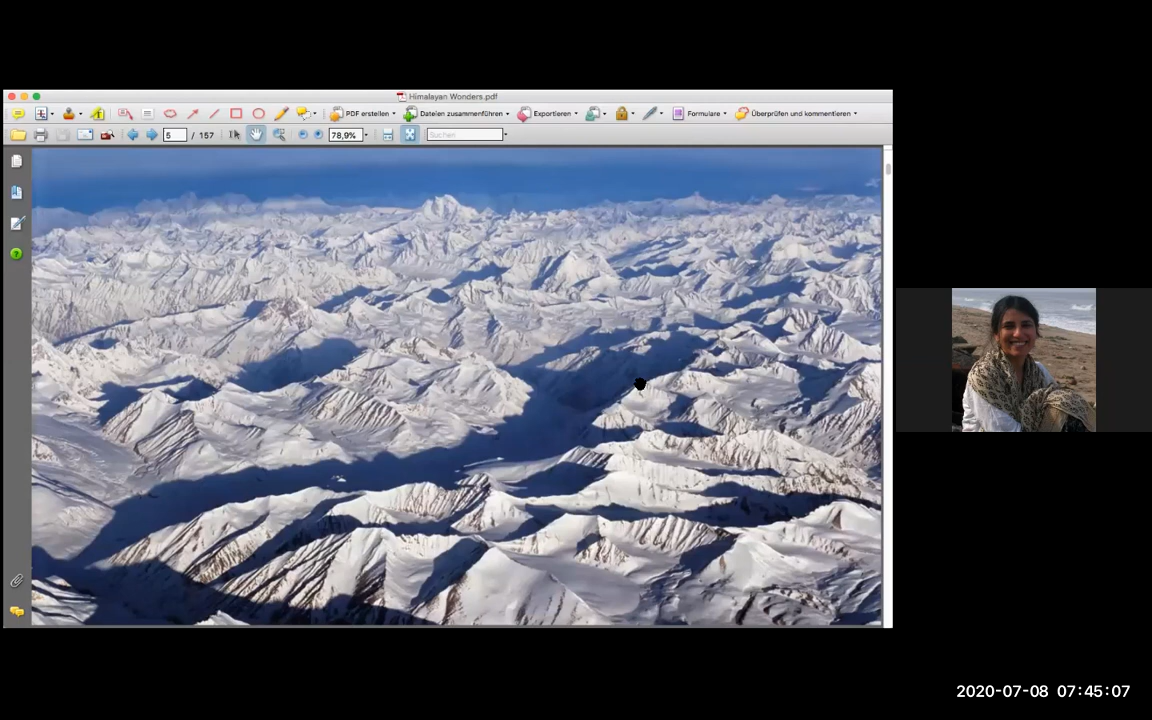 Himalayan Wonders.pdf
PDF erstellen Dateien zusammenführen Exportieren Formulare Überprüfen und kommentieren
5 / 157 78,9% Suchen
2020-07-08 07:45:07